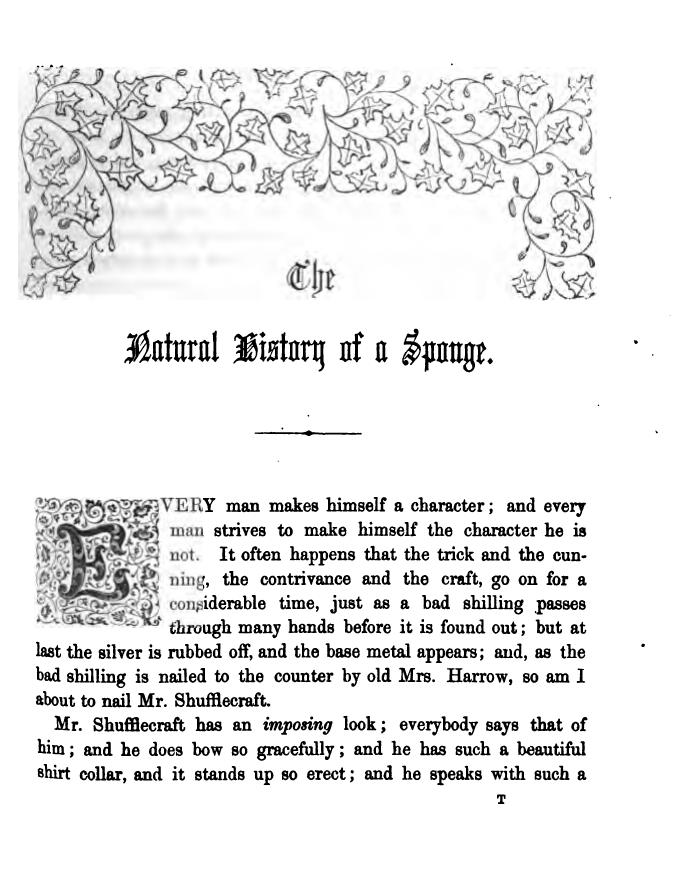 The
Natural History of a Sponge.
EVERY man makes himself a character; and every
man strives to make himself the character he is
not. It often happens that the trick and the cun-
ning, the contrivance and the craft, go on for a
considerable time, just as a bad shilling passes
through many hands before it is found out; but at
last the silver is rubbed off, and the base metal appears; and, as the
bad shilling is nailed to the counter by old Mrs. Harrow, so am I
about to nail Mr. Shufflecraft.
Mr. Shufflecraft has an imposing look; everybody says that of
him; and he does bow so gracefully; and he has such a beautiful
shirt collar, and it stands up so erect; and he speaks with such a
T